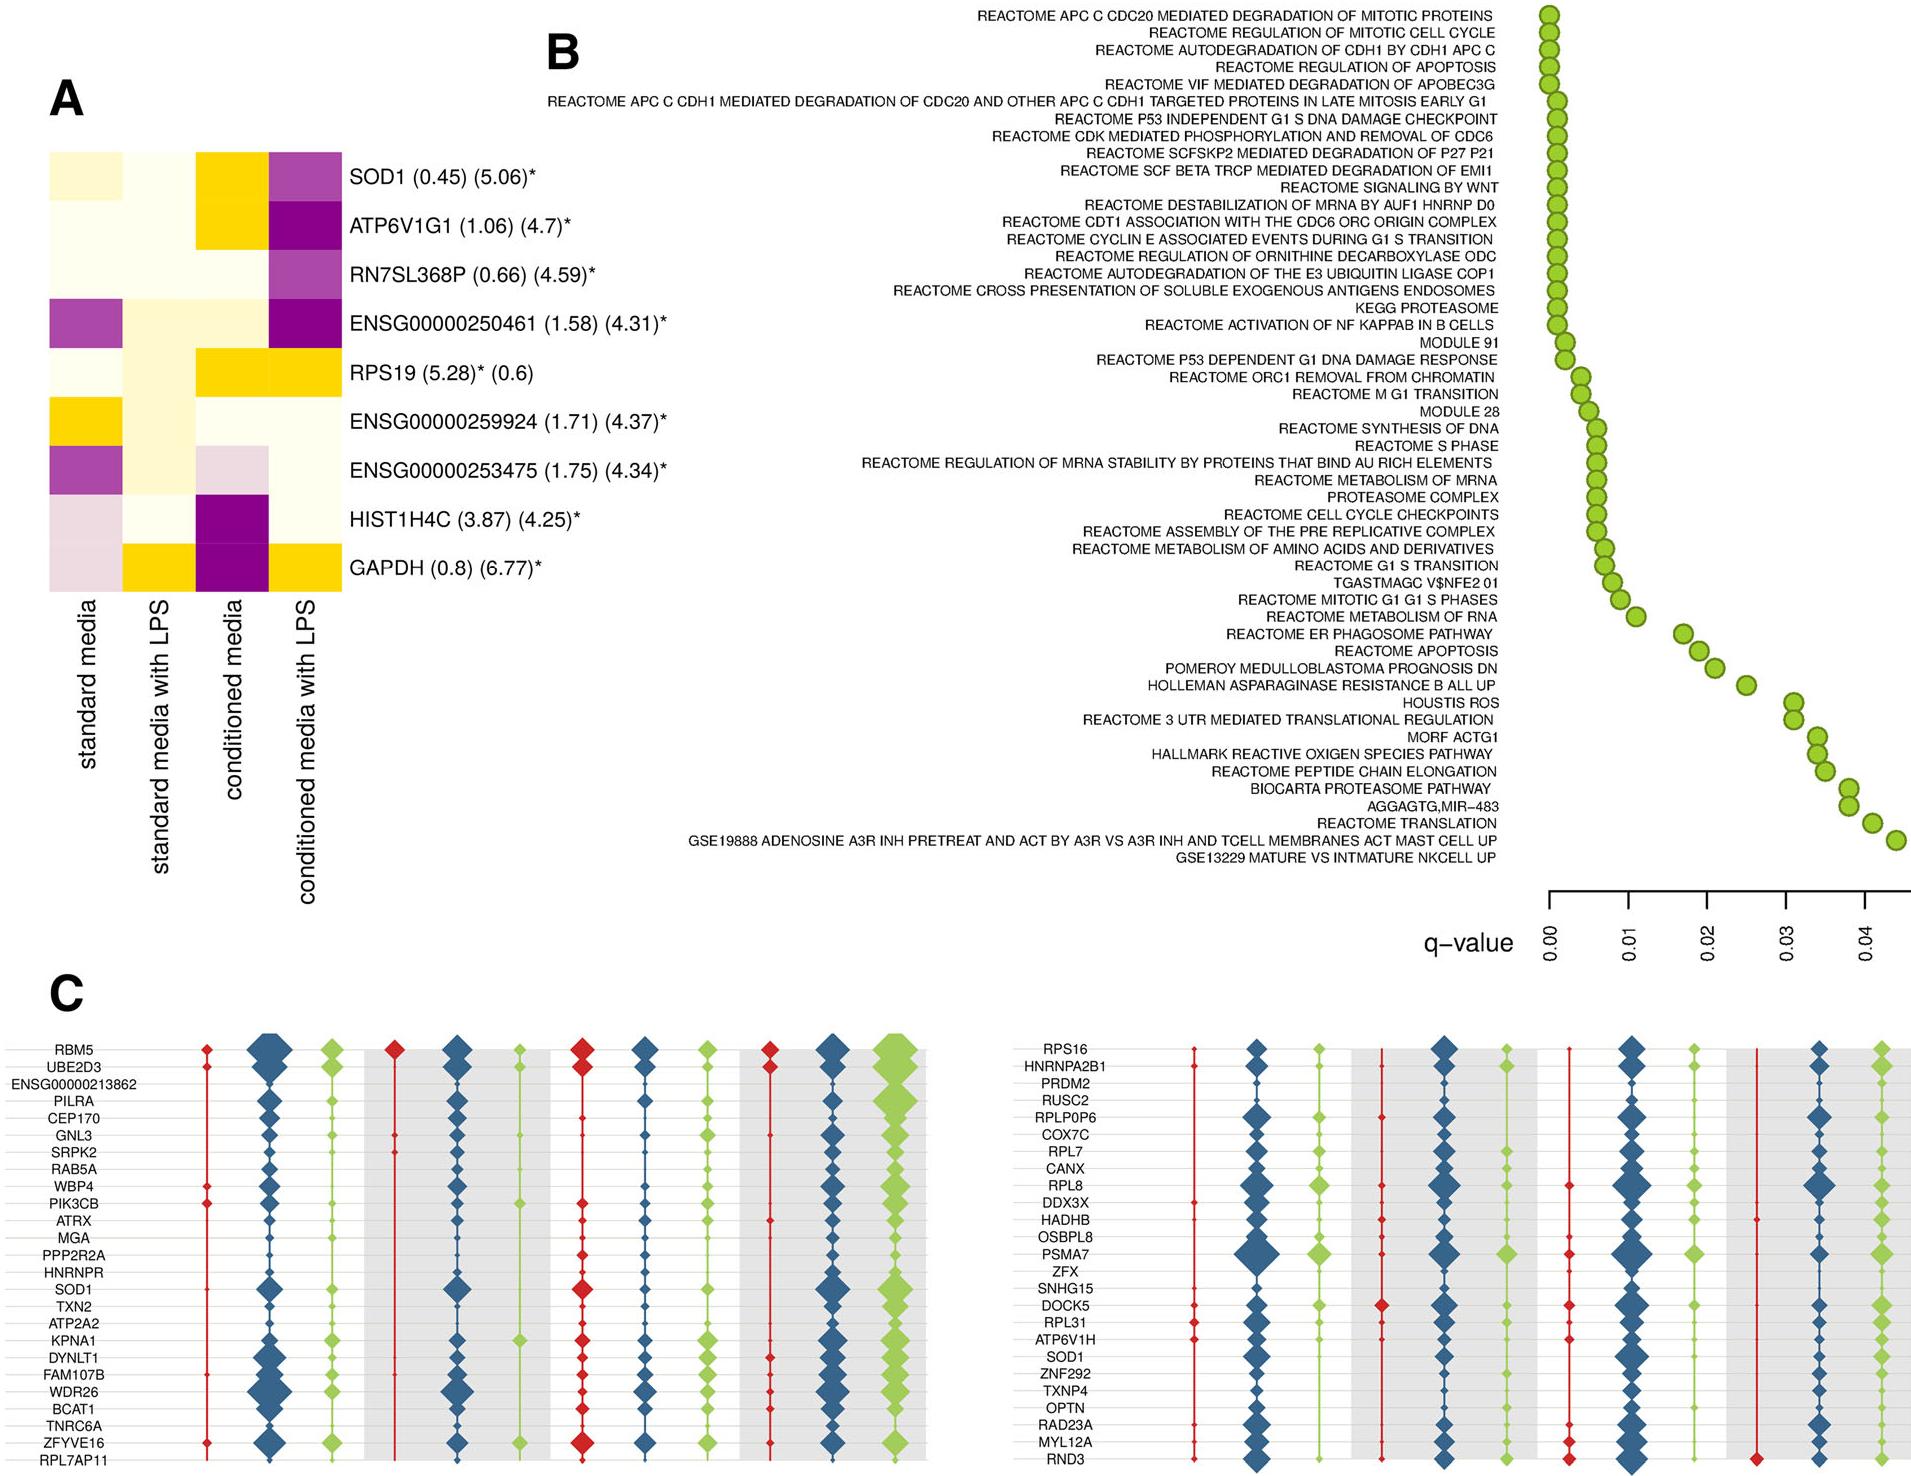 A
SOD1 (0.45) (5.06)*
ATP6V1G1 (1.06) (4.7)*
RN7SL368P (0.66) (4.59)*
ENSG00000250461 (1.58) (4.31)*
RPS19 (5.28)* (0.6)
ENSG00000259924 (1.71) (4.37)*
ENSG00000253475 (1.75) (4.34)*
HIST1H4C (3.87) (4.25)*
GAPDH (0.8) (6.77)*
standard media
standard media with LPS
conditioned media
conditioned media with LPS
B
REACTOME APC C CDC20 MEDIATED DEGRADATION OF MITOTIC PROTEINS
REACTOME REGULATION OF MITOTIC CELL CYCLE
REACTOME AUTODEGRADATION OF CDH1 BY CDH1 APC C
REACTOME REGULATION OF APOPTOSIS
REACTOME VIF MEDIATED DEGRADATION OF APOBEC3G
REACTOME APC C CDH1 MEDIATED DEGRADATION OF CDC20 AND OTHER APC C CDH1 TARGETED PROTEINS IN LATE MITOSIS EARLY G1
REACTOME P53 INDEPENDENT G1 S DNA DAMAGE CHECKPOINT
REACTOME CDK MEDIATED PHOSPHORYLATION AND REMOVAL OF CDC6
REACTOME SCFSKP2 MEDIATED DEGRADATION OF P27 P21
REACTOME SCF BETA TRCP MEDIATED DEGRADATION OF EMI1
REACTOME SIGNALING BY WNT
REACTOME DESTABILIZATION OF MRNA BY AUF1 HNRNP D0
REACTOME CDT1 ASSOCIATION WITH THE CDC6 ORC ORIGIN COMPLEX
REACTOME CYCLIN E ASSOCIATED EVENTS DURING G1 S TRANSITION
REACTOME REGULATION OF ORNITHINE DECARBOXYLASE ODC
REACTOME AUTODEGRADATION OF THE E3 UBIQUITIN LIGASE COP1
REACTOME CROSS PRESENTATION OF SOLUBLE EXOGENOUS ANTIGENS ENDOSOMES
KEGG PROTEASOME
REACTOME ACTIVATION OF NF KAPPAB IN B CELLS
MODULE 91
REACTOME P53 DEPENDENT G1 DNA DAMAGE RESPONSE
REACTOME ORC1 REMOVAL FROM CHROMATIN
REACTOME M G1 TRANSITION
MODULE 28
REACTOME SYNTHESIS OF DNA
REACTOME S PHASE
REACTOME REGULATION OF MRNA STABILITY BY PROTEINS THAT BIND AU RICH ELEMENTS
REACTOME METABOLISM OF MRNA
PROTEASOME COMPLEX
REACTOME CELL CYCLE CHECKPOINTS
REACTOME ASSEMBLY OF THE PRE REPLICATIVE COMPLEX
REACTOME METABOLISM OF AMINO ACIDS AND DERIVATIVES
REACTOME G1 S TRANSITION
TGASTMAGC V$NFE2 01
REACTOME MITOTIC G1 G1 S PHASES
REACTOME METABOLISM OF RNA
REACTOME ER PHAGOSOME PATHWAY
REACTOME APOPTOSIS
POMEROY MEDULLOBLASTOMA PROGNOSIS DN
HOLLEMAN ASPARAGINASE RESISTANCE B ALL UP
HOUSTIS ROS
REACTOME 3 UTR MEDIATED TRANSLATIONAL REGULATION
MORF ACTG1
HALLMARK REACTIVE OXIGEN SPECIES PATHWAY
REACTOME PEPTIDE CHAIN ELONGATION
BIOCARTA PROTEASOME PATHWAY
AGGAGTG,MIR−483
REACTOME TRANSLATION
GSE19888 ADENOSINE A3R INH PRETREAT AND ACT BY A3R VS A3R INH AND TCELL MEMBRANES ACT MAST CELL UP
GSE13229 MATURE VS INTMATURE NKCELL UP
q−value
0.00
0.01
0.02
0.03
0.04
C
RBM5
UBE2D3
ENSG00000213862
PILRA
CEP170
GNL3
SRPK2
RAB5A
WBP4
PIK3CB
ATRX
MGA
PPP2R2A
HNRNPR
SOD1
TXN2
ATP2A2
KPNA1
DYNLT1
FAM107B
WDR26
BCAT1
TNRC6A
ZFYVE16
RPL7AP11
RPS16
HNRNPA2B1
PRDM2
RUSC2
RPLP0P6
COX7C
RPL7
CANX
RPL8
DDX3X
HADHB
OSBPL8
PSMA7
ZFX
SNHG15
DOCK5
RPL31
ATP6V1H
SOD1
ZNF292
TXNP4
OPTN
RAD23A
MYL12A
RND3